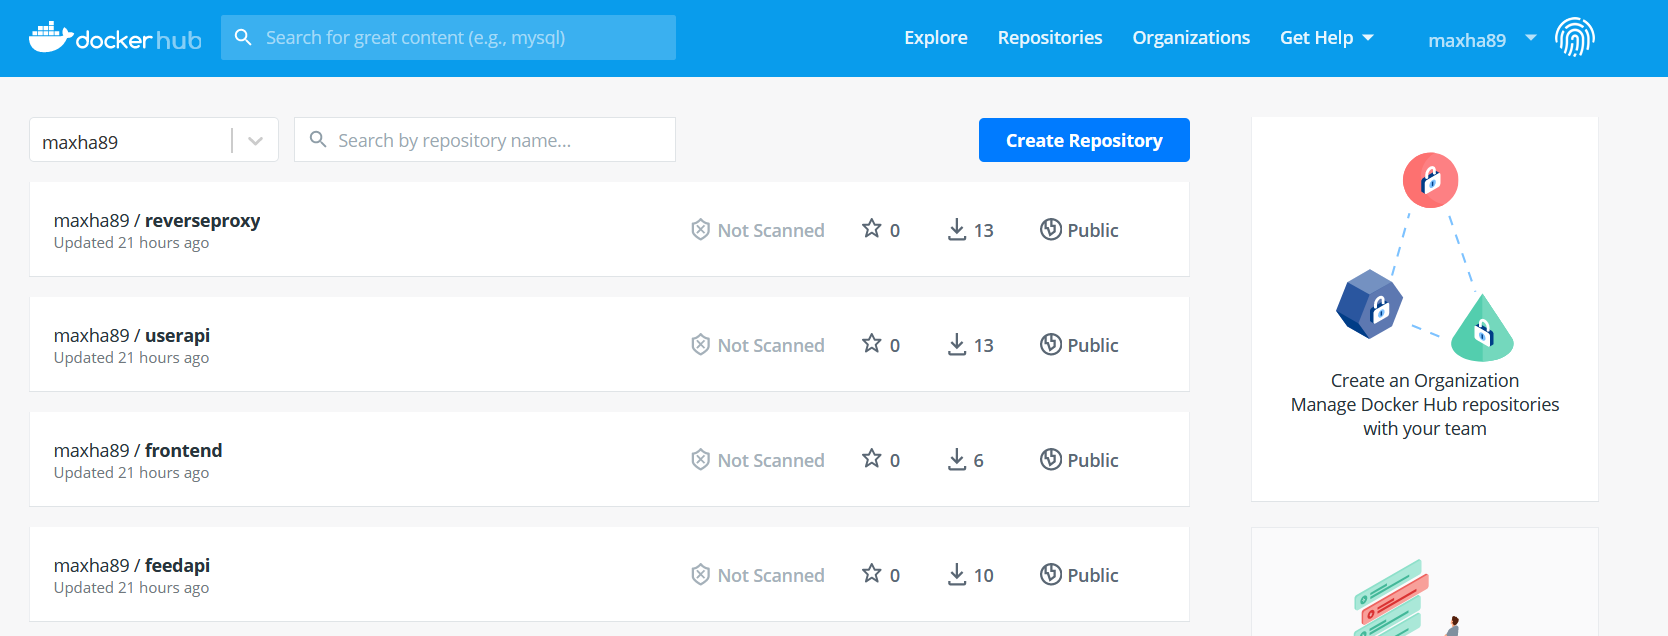 docker hub
Search for great content (e.g., mysql)
Explore
Repositories
Organizations
Get Help
maxha89
maxha89
Search by repository name...
Create Repository
maxha89 / reverseproxy
Updated 21 hours ago
Not Scanned
0
13
Public
maxha89 / userapi
Updated 21 hours ago
Not Scanned
0
13
Public
maxha89 / frontend
Updated 21 hours ago
Not Scanned
0
6
Public
maxha89 / feedapi
Updated 21 hours ago
Not Scanned
0
10
Public
Create an Organization
Manage Docker Hub repositories
with your team